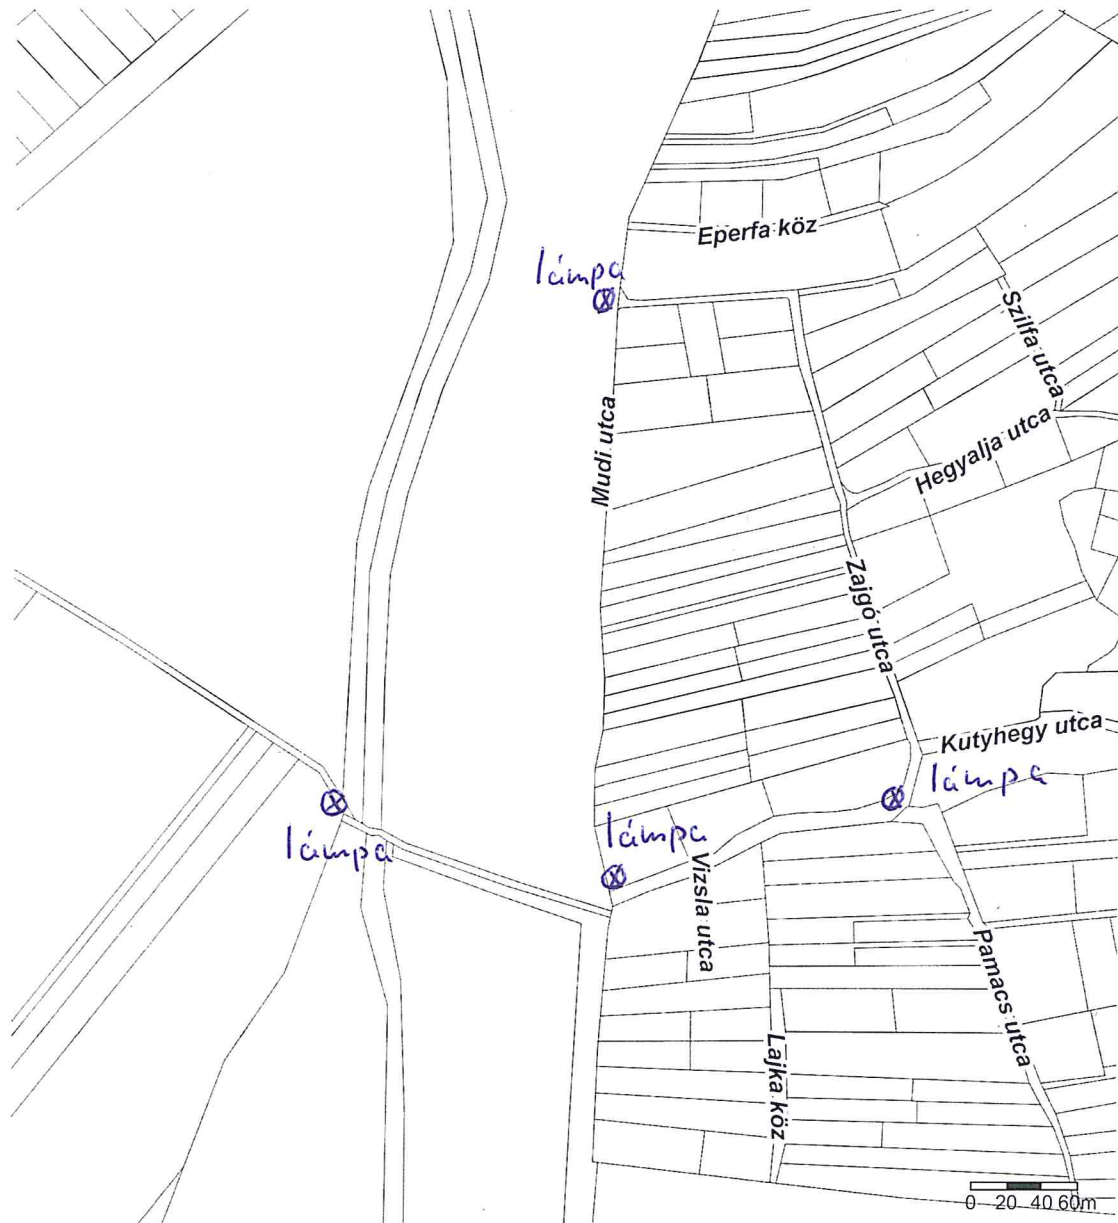 Eperfa köz
lámpa
Szilfa utca
Mudi utca
Hegyalja utca
Zajgó utca
Kutyhegy utca
lámpa
lámpa
lámpa
Vizsla utca
Pamacs utca
Lajka köz
0 20 40 60m